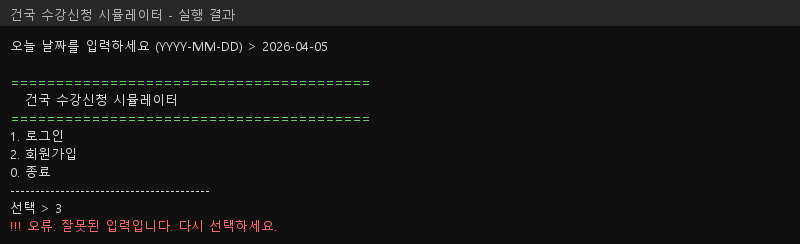 건국 수강신청 시뮬레이터 - 실행 결과
오늘 날짜를 입력하세요 (YYYY-MM-DD) > 2026-04-05
========================================
건국 수강신청 시뮬레이터
========================================
1. 로그인
2. 회원가입
0. 종료
----------------------------------------
선택 > 3
!!! 오류: 잘못된 입력입니다. 다시 선택하세요.